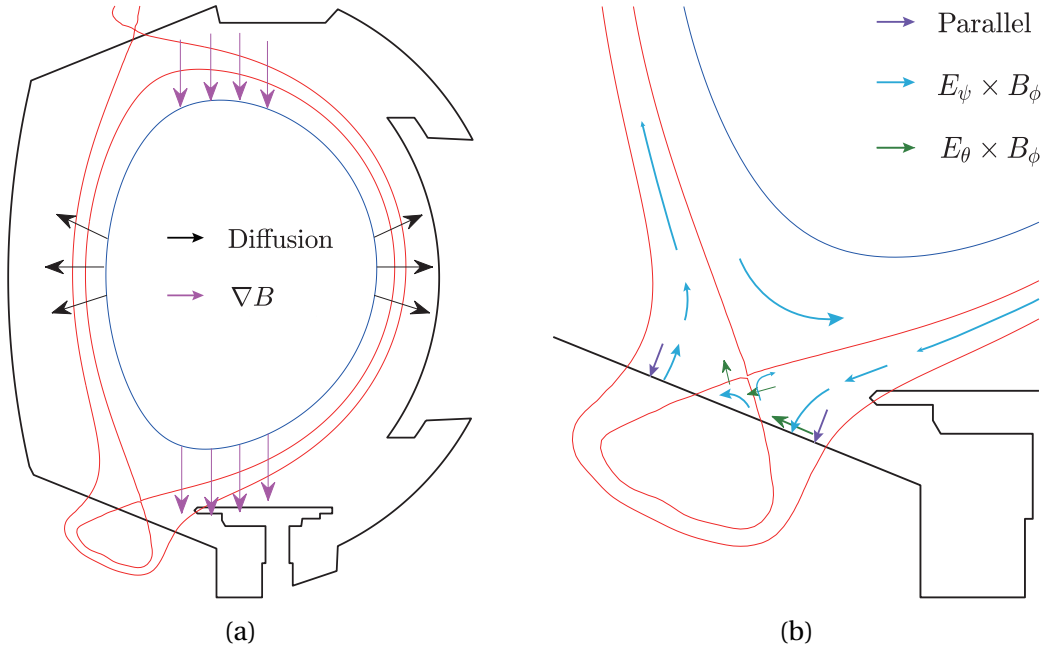 Diffusion
∇B
(a)
Parallel
E_ψ × B_ϕ
E_θ × B_ϕ
(b)